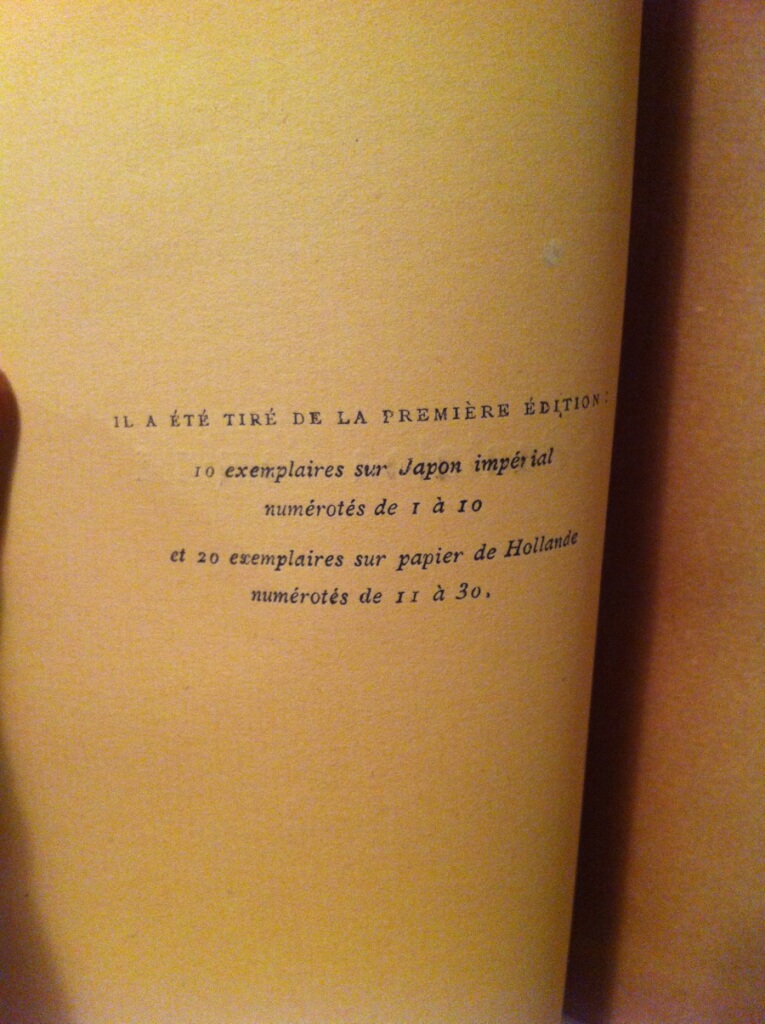 IL A ÉTÉ TIRÉ DE LA PREMIÈRE ÉDITION :
10 exemplaires sur Japon impérial
numérotés de 1 à 10
et 20 exemplaires sur papier de Hollande
numérotés de 11 à 30.